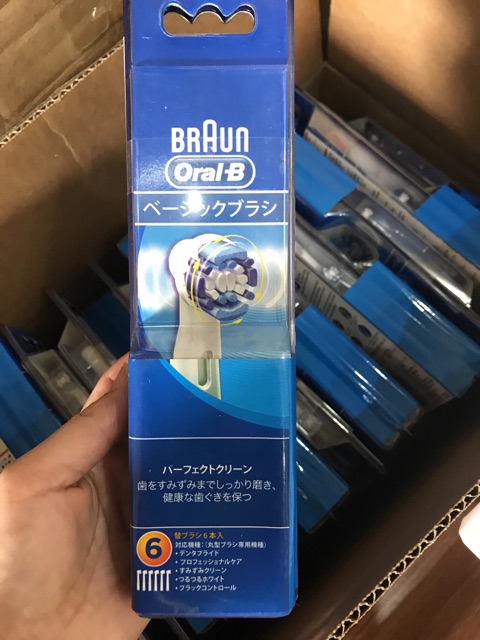 BRAUN
Oral-B
ベーシックブラシ
パーフェクトクリーン
歯をすみずみまでしっかり磨き、
健康な歯ぐきを保つ
6
替ブラシ6本入
対応機種:(丸型ブラシ専用機種)
・デンタプライド
・プロフェッショナルケア
・すみずみクリーン
・つるつるホワイト
・プラックコントロール